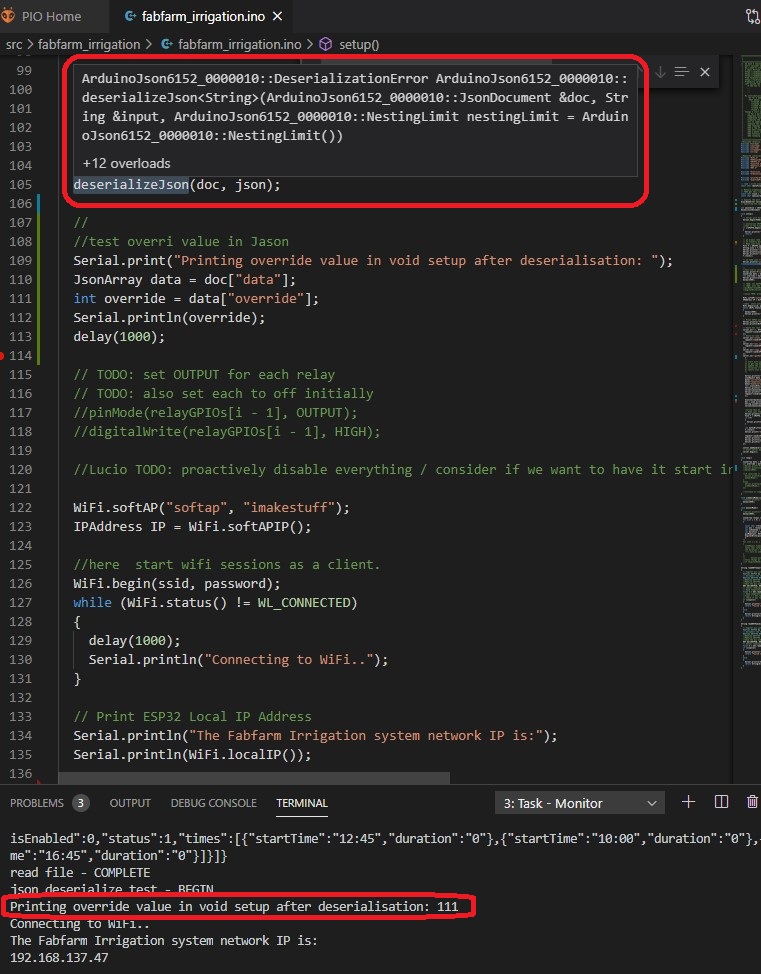 PIO Home
fabfarm_irrigation.ino
src > fabfarm_irrigation > fabfarm_irrigation.ino > setup()
99
100
101
102
103
104
ArduinoJson6152_0000010::DeserializationError ArduinoJson6152_0000010::
deserializeJson<String>(ArduinoJson6152_0000010::JsonDocument &doc, Str
ing &input, ArduinoJson6152_0000010::NestingLimit nestingLimit = Arduin
oJson6152_0000010::NestingLimit())
+12 overloads
105 deserializeJson(doc, json);
106
107 //
108 //test overri value in Jason
109 Serial.print("Printing override value in void setup after deserialisation: ");
110 JsonArray data = doc["data"];
111 int override = data["override"];
112 Serial.println(override);
113 delay(1000);
114
115 // TODO: set OUTPUT for each relay
116 // TODO: also set each to off initially
117 //pinMode(relayGPIOs[i - 1], OUTPUT);
118 //digitalWrite(relayGPIOs[i - 1], HIGH);
119
120 //Lucio TODO: proactively disable everything / consider if we want to have it start in
121
122 WiFi.softAP("softap", "imakestuff");
123 IPAddress IP = WiFi.softAPIP();
124
125 //here  start wifi sessions as a client.
126 WiFi.begin(ssid, password);
127 while (WiFi.status() != WL_CONNECTED)
128 {
129 delay(1000);
130 Serial.println("Connecting to WiFi..");
131 }
132
133 // Print ESP32 Local IP Address
134 Serial.println("The Fabfarm Irrigation system network IP is:");
135 Serial.println(WiFi.localIP());
136
PROBLEMS 3 OUTPUT DEBUG CONSOLE TERMINAL 3: Task - Monitor
isEnabled":0,"status":1,"times":[{"startTime":"12:45","duration":"0"},{"startTime":"10:00","duration":"0"},
me":"16:45","duration":"0"}]}]}
read file - COMPLETE
json deserialize test - BEGIN
Printing override value in void setup after deserialisation: 111
Connecting to WiFi..
The Fabfarm Irrigation system network IP is:
192.168.137.47